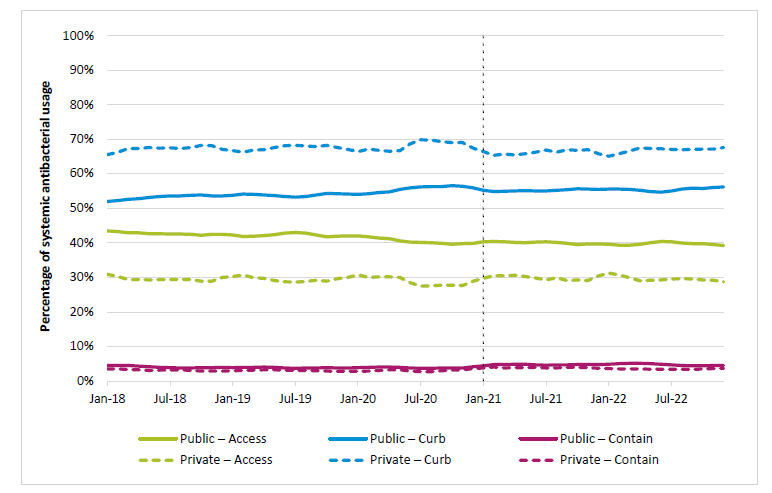 100%
90%
80%
70%
60%
50%
40%
30%
20%
10%
0%
Percentage of systemic antibacterial usage
Jan-18 Jul-18 Jan-19 Jul-19 Jan-20 Jul-20 Jan-21 Jul-21 Jan-22 Jul-22
Public – Access Public – Curb Public – Contain
Private – Access Private – Curb Private – Contain